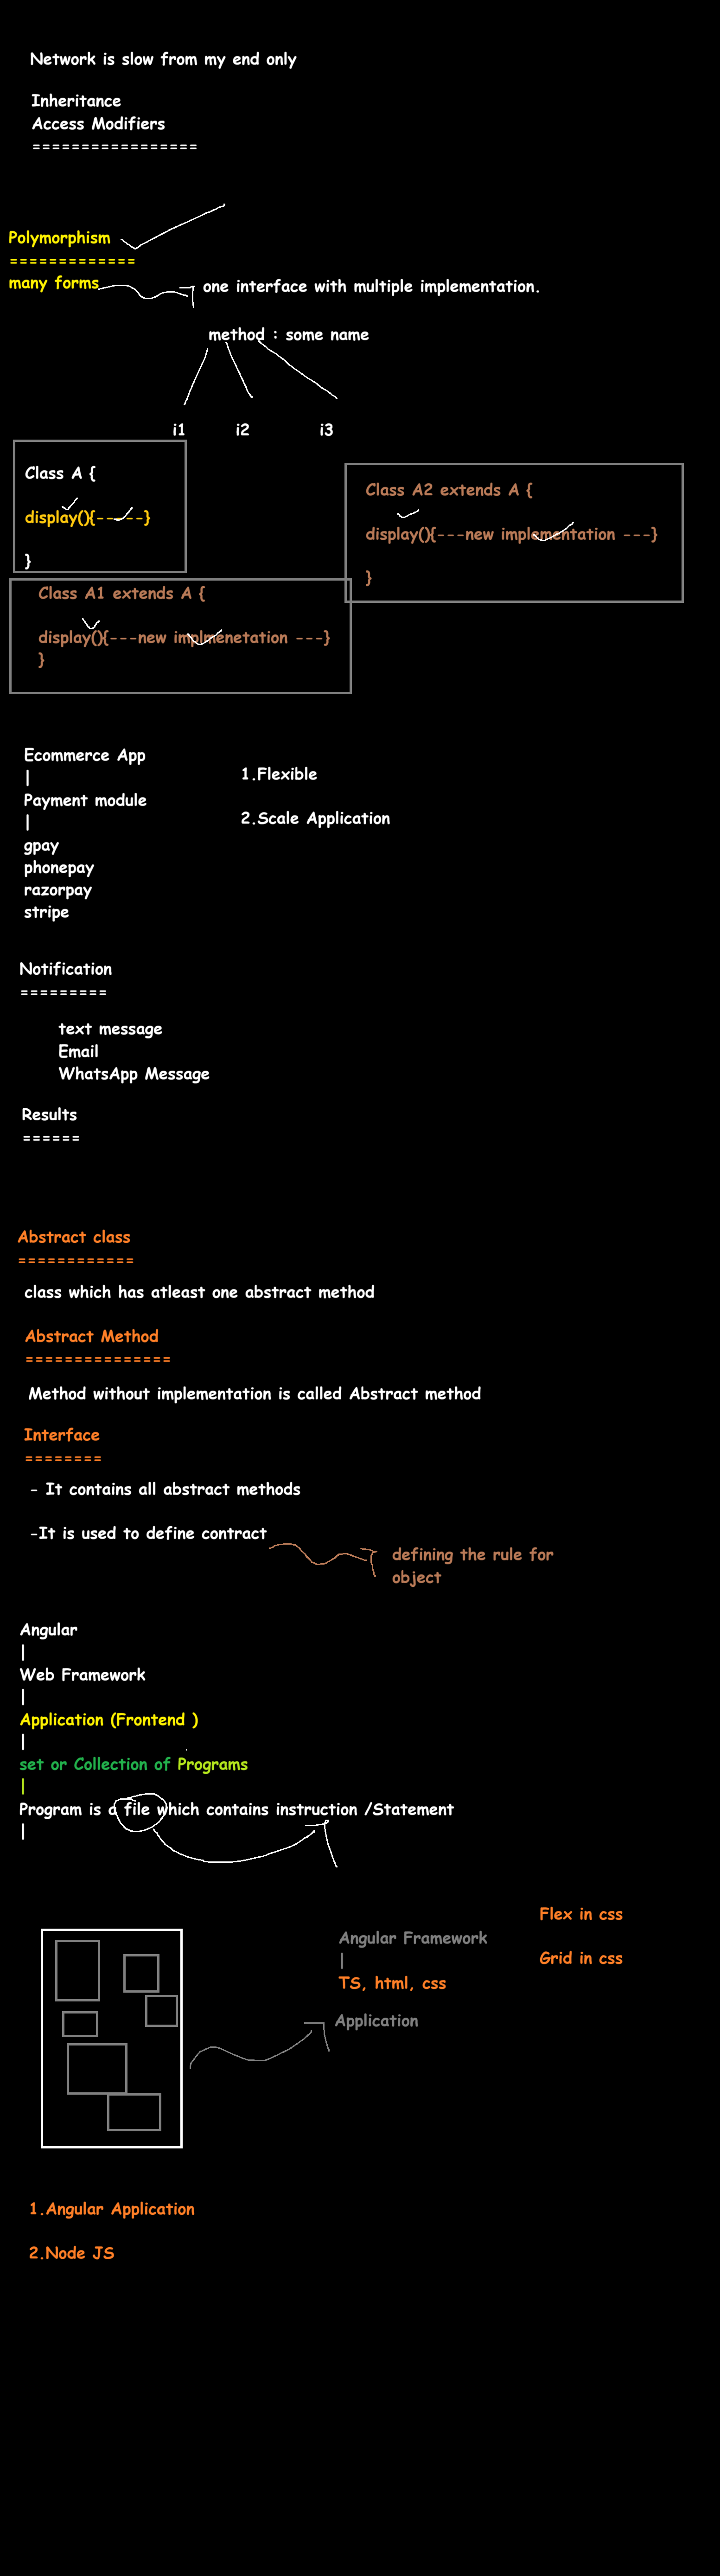 Network is slow from my end only
Inheritance
Access Modifiers
=================
Polymorphism
=============
many forms
one interface with multiple implementation.
method : some name
i1 i2 i3
Class A {
display(){-----}
}
Class A2 extends A {
display(){---new implementation ---}
}
Class A1 extends A {
display(){---new implmenetation ---}
}
Ecommerce App
|
Payment module
|
gpay
phonepay
razorpay
stripe
1.Flexible
2.Scale Application
Notification
=========
text message
Email
WhatsApp Message
Results
======
Abstract class
============
class which has atleast one abstract method
Abstract Method
===============
Method without implementation is called Abstract method
Interface
========
- It contains all abstract methods
-It is used to define contract
defining the rule for
object
Angular
|
Web Framework
|
Application (Frontend )
|
set or Collection of Programs
|
Program is a file which contains instruction /Statement
|
Flex in css
Grid in css
Angular Framework
|
TS, html, css
Application
1.Angular Application
2.Node JS